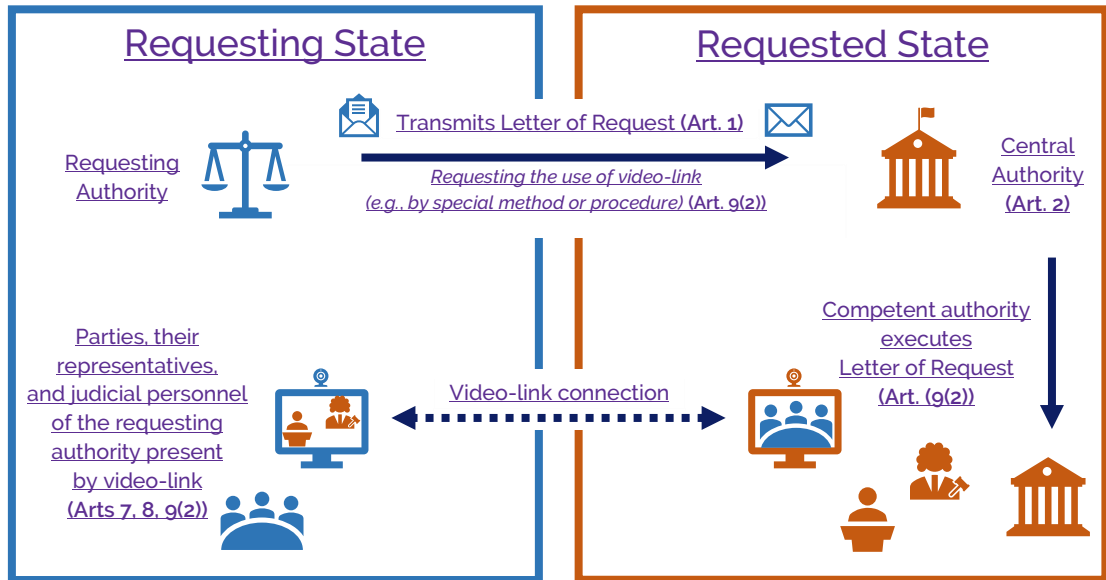 Requesting State
Requested State
Transmits Letter of Request (Art. 1)
Requesting
Authority
Requesting the use of video-link
(e.g., by special method or procedure) (Art. 9(2))
Central
Authority
(Art. 2)
Competent authority
executes
Letter of Request
(Art. (9(2))
Parties, their
representatives,
and judicial personnel
of the requesting
authority present
by video-link
(Arts 7, 8, 9(2))
Video-link connection